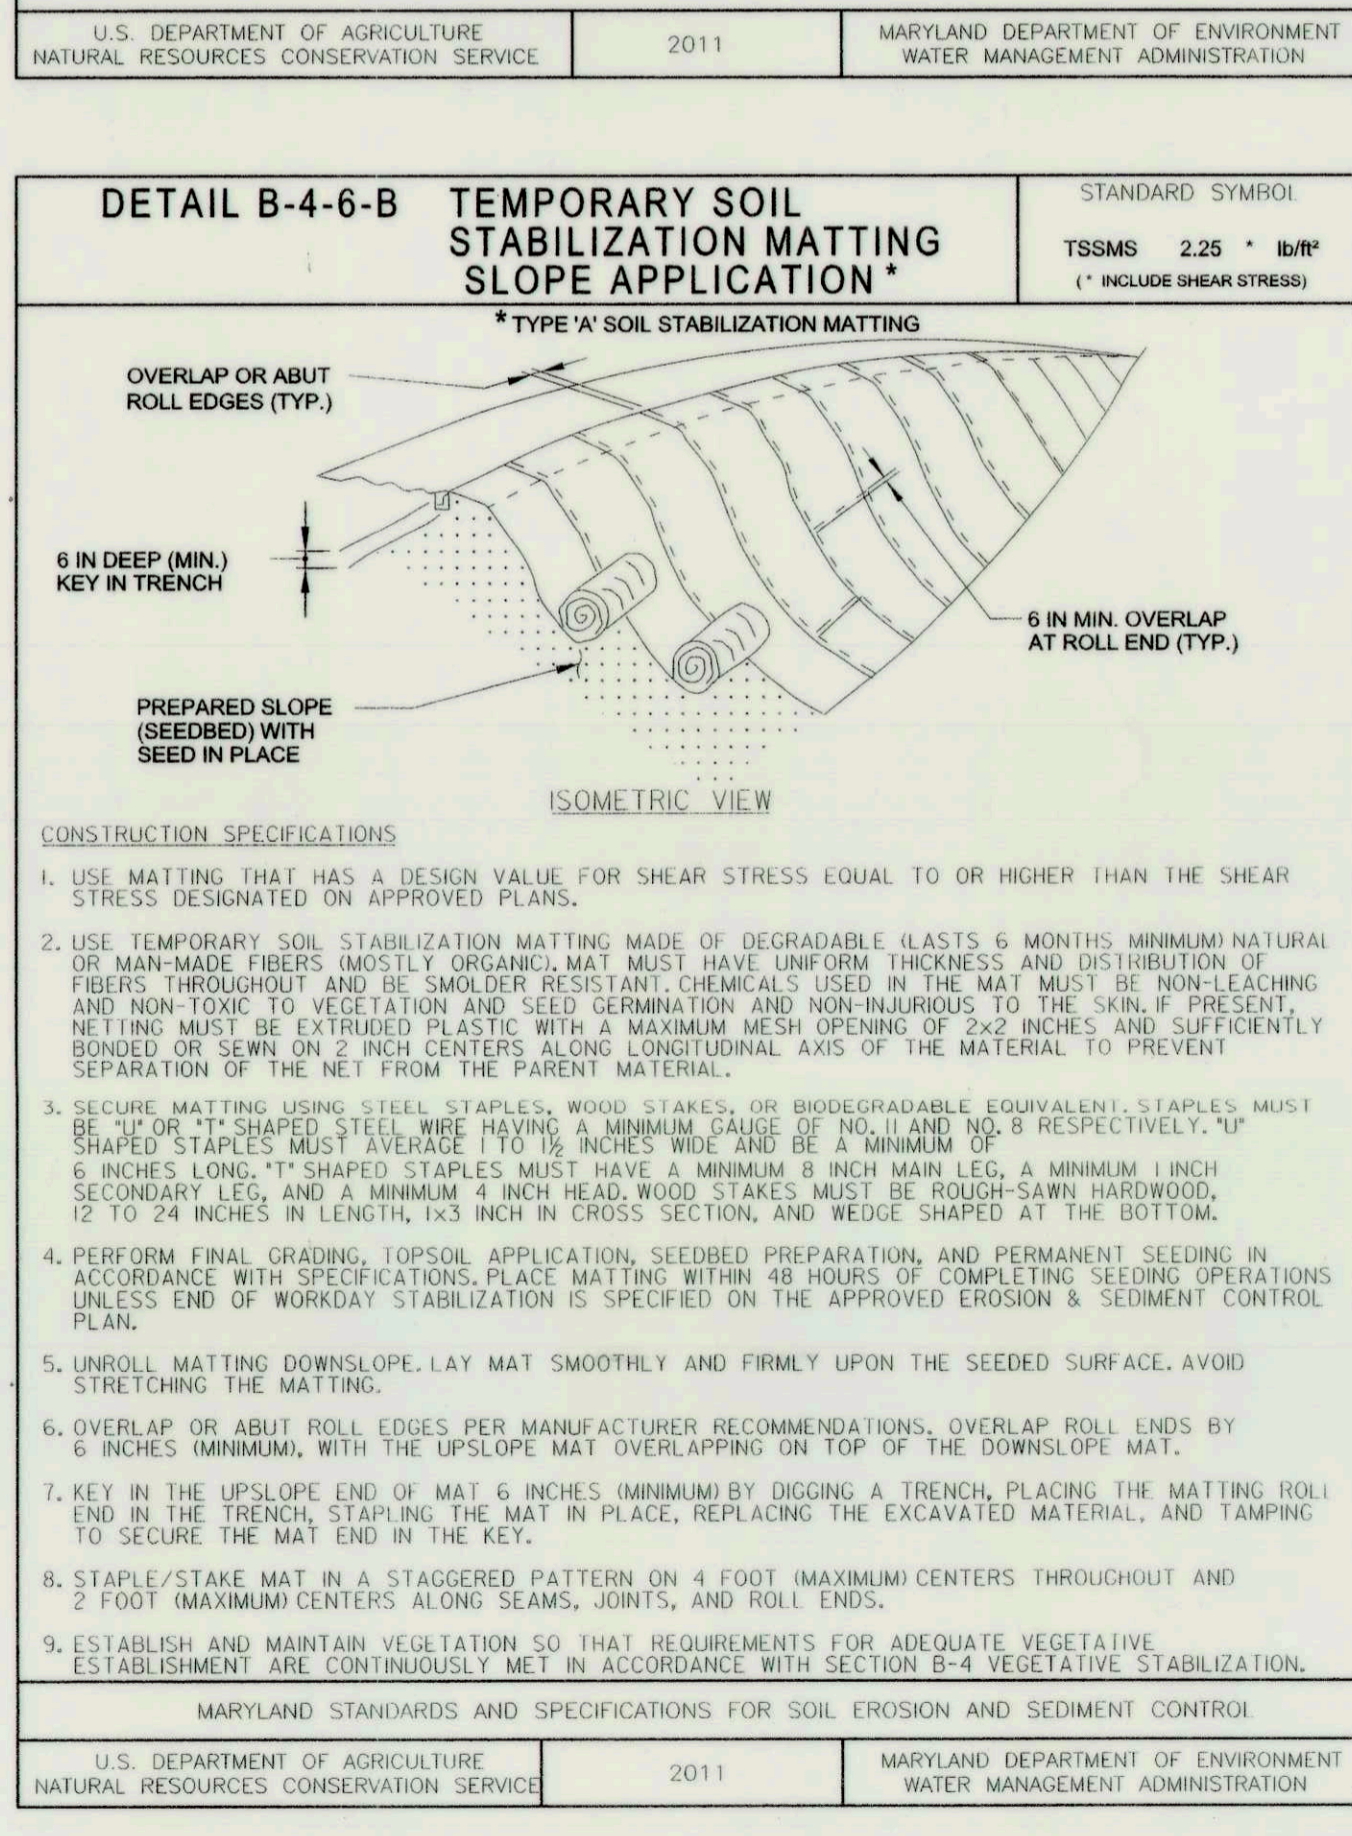 U.S. DEPARTMENT OF AGRICULTURE
NATURAL RESOURCES CONSERVATION SERVICE
2011
MARYLAND DEPARTMENT OF ENVIRONMENT
WATER MANAGEMENT ADMINISTRATION
DETAIL B-4-6-B TEMPORARY SOIL
STABILIZATION MATTING
SLOPE APPLICATION *
STANDARD SYMBOL
TSSMS 2.25 * lb/ft²
( * INCLUDE SHEAR STRESS)
* TYPE 'A' SOIL STABILIZATION MATTING
OVERLAP OR ABUT
ROLL EDGES (TYP.)
6 IN DEEP (MIN.)
KEY IN TRENCH
6 IN MIN. OVERLAP
AT ROLL END (TYP.)
PREPARED SLOPE
(SEEDBED) WITH
SEED IN PLACE
ISOMETRIC VIEW
CONSTRUCTION SPECIFICATIONS
1. USE MATTING THAT HAS A DESIGN VALUE FOR SHEAR STRESS EQUAL TO OR HIGHER THAN THE SHEAR
STRESS DESIGNATED ON APPROVED PLANS.
2. USE TEMPORARY SOIL STABILIZATION MATTING MADE OF DEGRADABLE (LASTS 6 MONTHS MINIMUM) NATURAL
OR MAN-MADE FIBERS (MOSTLY ORGANIC). MAT MUST HAVE UNIFORM THICKNESS AND DISTRIBUTION OF
FIBERS THROUGHOUT AND BE SMOLDER RESISTANT. CHEMICALS USED IN THE MAT MUST BE NON-LEACHING
AND NON-TOXIC TO VEGETATION AND SEED GERMINATION AND NON-INJURIOUS TO THE SKIN. IF PRESENT,
NETTING MUST BE EXTRUDED PLASTIC WITH A MAXIMUM MESH OPENING OF 2x2 INCHES AND SUFFICIENTLY
BONDED OR SEWN ON 2 INCH CENTERS ALONG LONGITUDINAL AXIS OF THE MATERIAL TO PREVENT
SEPARATION OF THE NET FROM THE PARENT MATERIAL.
3. SECURE MATTING USING STEEL STAPLES, WOOD STAKES, OR BIODEGRADABLE EQUIVALENT. STAPLES MUST
BE "U" OR "T" SHAPED STEEL WIRE HAVING A MINIMUM GAUGE OF NO. 11 AND NO. 8 RESPECTIVELY. "U"
SHAPED STAPLES MUST AVERAGE 1 TO 1½ INCHES WIDE AND BE A MINIMUM OF
6 INCHES LONG. "T" SHAPED STAPLES MUST HAVE A MINIMUM 8 INCH MAIN LEG, A MINIMUM 1 INCH
SECONDARY LEG, AND A MINIMUM 4 INCH HEAD. WOOD STAKES MUST BE ROUGH-SAWN HARDWOOD,
12 TO 24 INCHES IN LENGTH, 1x3 INCH IN CROSS SECTION, AND WEDGE SHAPED AT THE BOTTOM.
4. PERFORM FINAL GRADING, TOPSOIL APPLICATION, SEEDBED PREPARATION, AND PERMANENT SEEDING IN
ACCORDANCE WITH SPECIFICATIONS. PLACE MATTING WITHIN 48 HOURS OF COMPLETING SEEDING OPERATIONS
UNLESS END OF WORKDAY STABILIZATION IS SPECIFIED ON THE APPROVED EROSION & SEDIMENT CONTROL
PLAN.
5. UNROLL MATTING DOWNSLOPE. LAY MAT SMOOTHLY AND FIRMLY UPON THE SEEDED SURFACE. AVOID
STRETCHING THE MATTING.
6. OVERLAP OR ABUT ROLL EDGES PER MANUFACTURER RECOMMENDATIONS. OVERLAP ROLL ENDS BY
6 INCHES (MINIMUM), WITH THE UPSLOPE MAT OVERLAPPING ON TOP OF THE DOWNSLOPE MAT.
7. KEY IN THE UPSLOPE END OF MAT 6 INCHES (MINIMUM) BY DIGGING A TRENCH, PLACING THE MATTING ROLL
END IN THE TRENCH, STAPLING THE MAT IN PLACE, REPLACING THE EXCAVATED MATERIAL, AND TAMPING
TO SECURE THE MAT END IN THE KEY.
8. STAPLE/STAKE MAT IN A STAGGERED PATTERN ON 4 FOOT (MAXIMUM) CENTERS THROUGHOUT AND
2 FOOT (MAXIMUM) CENTERS ALONG SEAMS, JOINTS, AND ROLL ENDS.
9. ESTABLISH AND MAINTAIN VEGETATION SO THAT REQUIREMENTS FOR ADEQUATE VEGETATIVE
ESTABLISHMENT ARE CONTINUOUSLY MET IN ACCORDANCE WITH SECTION B-4 VEGETATIVE STABILIZATION.
MARYLAND STANDARDS AND SPECIFICATIONS FOR SOIL EROSION AND SEDIMENT CONTROL
U.S. DEPARTMENT OF AGRICULTURE
NATURAL RESOURCES CONSERVATION SERVICE
2011
MARYLAND DEPARTMENT OF ENVIRONMENT
WATER MANAGEMENT ADMINISTRATION